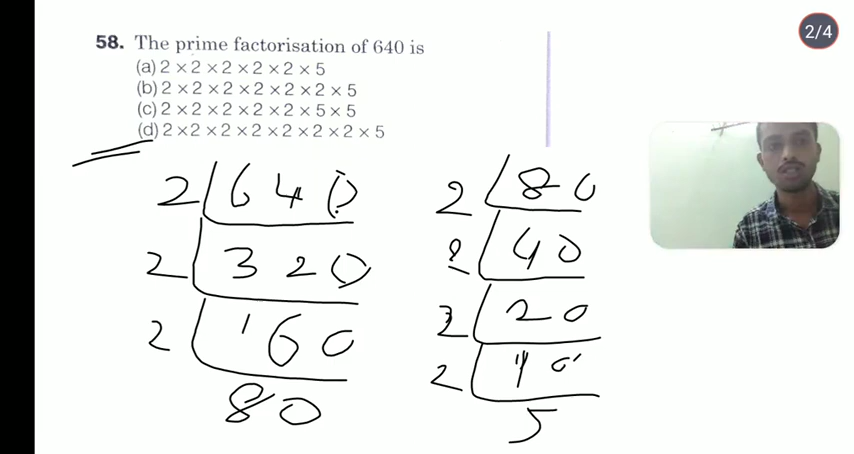 58. The prime factorisation of 640 is
(a) 2 × 2 × 2 × 2 × 2 × 5
(b) 2 × 2 × 2 × 2 × 2 × 2 × 5
(c) 2 × 2 × 2 × 2 × 2 × 5 × 5
(d) 2 × 2 × 2 × 2 × 2 × 2 × 2 × 5
2/4
2 640
2 320
2 160
80
2 80
2 40
2 20
2 10
5